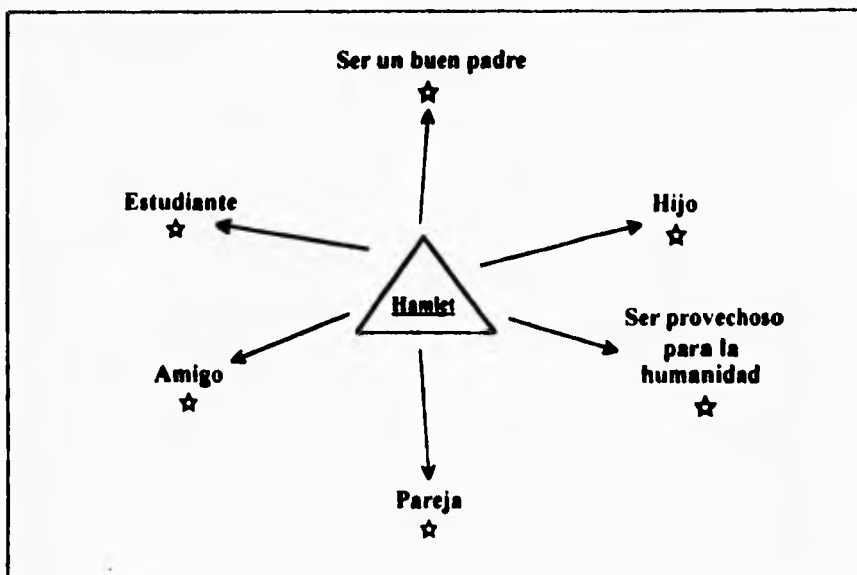 Ser un buen padre
Estudiante
Hijo
Hamlet
Ser provechoso
para la
humanidad
Amigo
Pareja